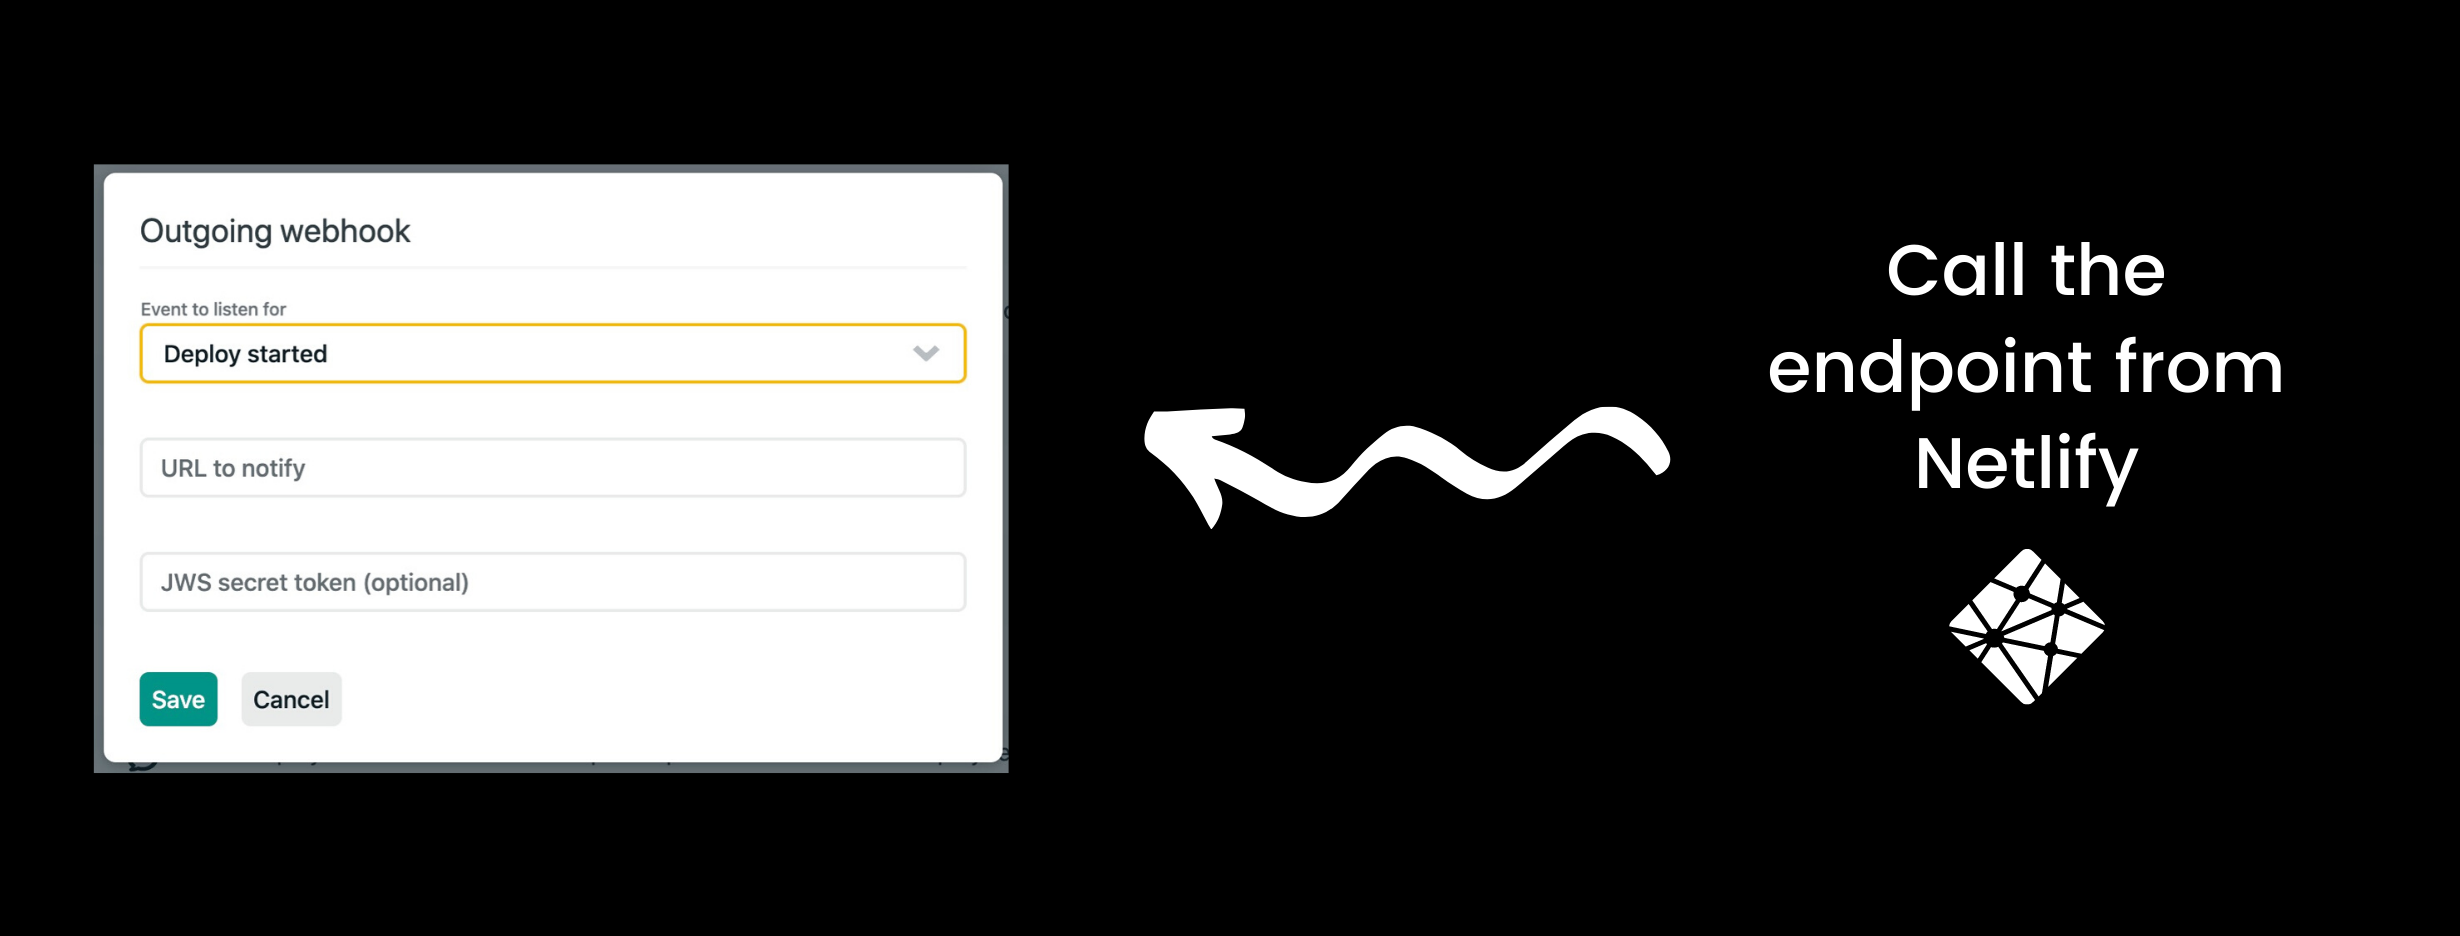 Outgoing webhook
Event to listen for
Deploy started
URL to notify
JWS secret token (optional)
Save
Cancel
Call the
endpoint from
Netlify